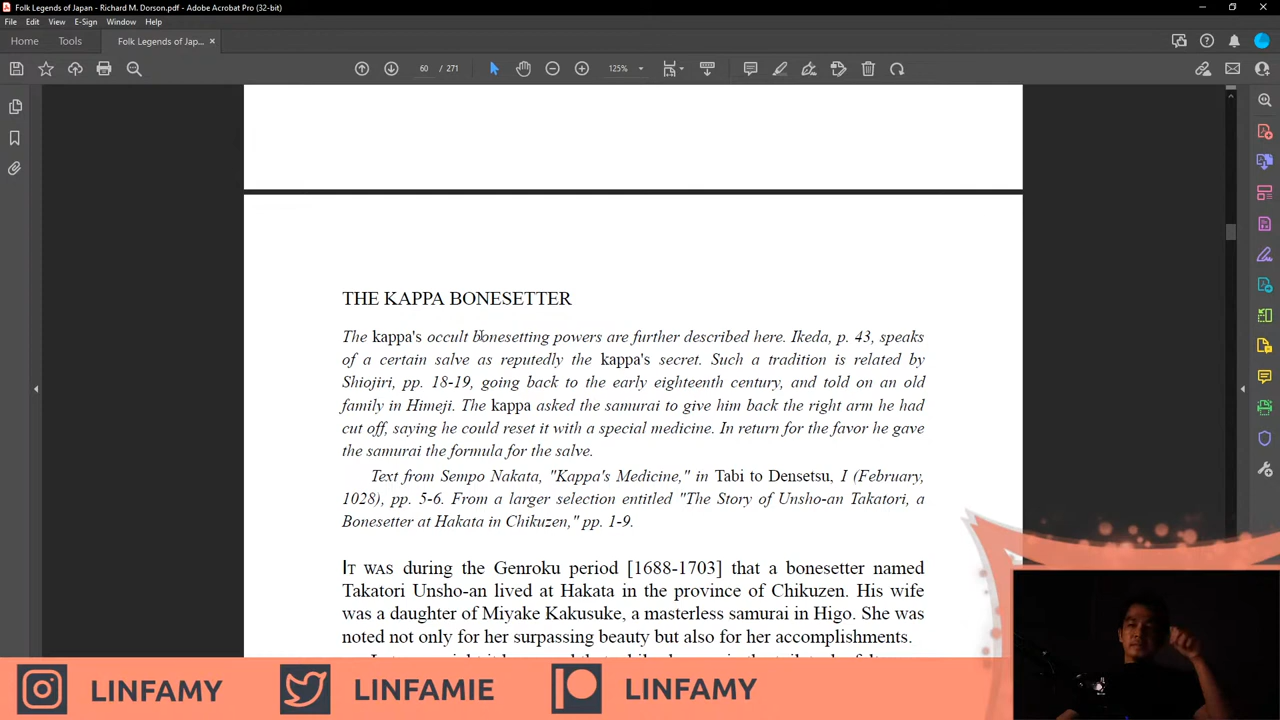 Folk Legends of Japan - Richard M. Dorson.pdf - Adobe Acrobat Pro (32-bit)
File Edit View E-Sign Window Help
Home Tools Folk Legends of Jap... ×
60 / 271 125%
THE KAPPA BONESETTER
The kappa's occult bonesetting powers are further described here. Ikeda, p. 43, speaks
of a certain salve as reputedly the kappa's secret. Such a tradition is related by
Shiojiri, pp. 18-19, going back to the early eighteenth century, and told on an old
family in Himeji. The kappa asked the samurai to give him back the right arm he had
cut off, saying he could reset it with a special medicine. In return for the favor he gave
the samurai the formula for the salve.
Text from Sempo Nakata, "Kappa's Medicine," in Tabi to Densetsu, I (February,
1028), pp. 5-6. From a larger selection entitled "The Story of Unsho-an Takatori, a
Bonesetter at Hakata in Chikuzen," pp. 1-9.
IT WAS during the Genroku period [1688-1703] that a bonesetter named
Takatori Unsho-an lived at Hakata in the province of Chikuzen. His wife
was a daughter of Miyake Kakusuke, a masterless samurai in Higo. She was
noted not only for her surpassing beauty but also for her accomplishments.
LINFAMY LINFAMIE LINFAMY